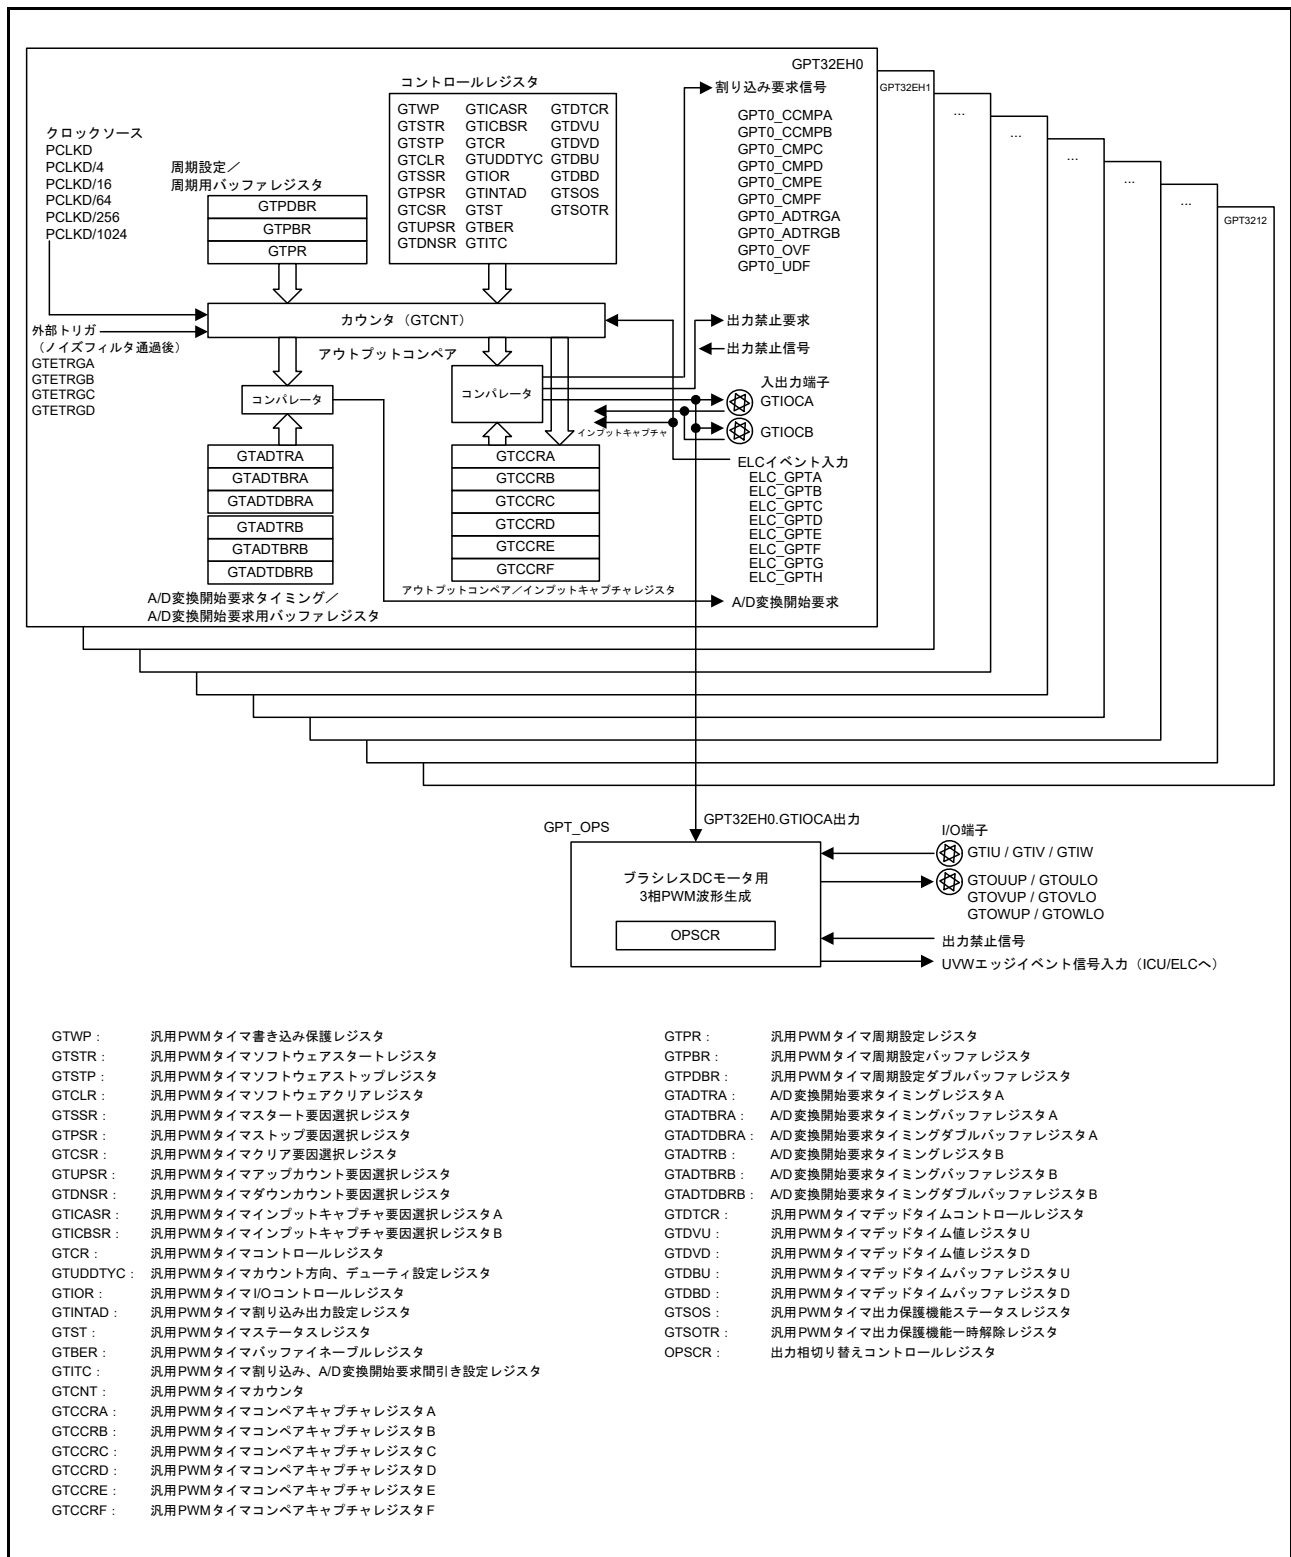 GPT32EH0
GPT32EH1
...
...
...
...
...
GPT3212
クロックソース
PCLKD
PCLKD/4
PCLKD/16
PCLKD/64
PCLKD/256
PCLKD/1024
周期設定／
周期用バッファレジスタ
GTPDBR
GTPBR
GTPR
コントロールレジスタ
GTWP GTICASR GTDTCR
GTSTR GTICBSR GTDVU
GTSTP GTCR GTDVD
GTCLR GTUDDTYC GTDBU
GTSSR GTIOR GTDBD
GTPSR GTINTAD GTSOS
GTCSR GTST GTSOTR
GTUPSR GTBER
GTDNSR GTITC
割り込み要求信号
GPT0_CCMPA
GPT0_CCMPB
GPT0_CMPC
GPT0_CMPD
GPT0_CMPE
GPT0_CMPF
GPT0_ADTRGA
GPT0_ADTRGB
GPT0_OVF
GPT0_UDF
カウンタ（GTCNT）
外部トリガ
（ノイズフィルタ通過後）
GTETRGA
GTETRGB
GTETRGC
GTETRGD
アウトプットコンペア
コンパレータ
コンパレータ
出力禁止要求
出力禁止信号
入出力端子
GTIOCA
GTIOCB
インプットキャプチャ
GTADTRA
GTADTBRA
GTADTDBRA
GTADTRB
GTADTBRB
GTADTDBRB
A/D変換開始要求タイミング／
A/D変換開始要求用バッファレジスタ
GTCCRA
GTCCRB
GTCCRC
GTCCRD
GTCCRE
GTCCRF
アウトプットコンペア／インプットキャプチャレジスタ
ELCイベント入力
ELC_GPTA
ELC_GPTB
ELC_GPTC
ELC_GPTD
ELC_GPTE
ELC_GPTF
ELC_GPTG
ELC_GPTH
A/D変換開始要求
GPT32EH0.GTIOCA出力
GPT_OPS
ブラシレスDCモータ用
3相PWM波形生成
OPSCR
I/O端子
GTIU / GTIV / GTIW
GTOUUP / GTOULO
GTOVUP / GTOVLO
GTOWUP / GTOWLO
出力禁止信号
UVWエッジイベント信号入力（ICU/ELCへ）
GTWP： 汎用PWMタイマ書き込み保護レジスタ
GTSTR： 汎用PWMタイマソフトウェアスタートレジスタ
GTSTP： 汎用PWMタイマソフトウェアストップレジスタ
GTCLR： 汎用PWMタイマソフトウェアクリアレジスタ
GTSSR： 汎用PWMタイマスタート要因選択レジスタ
GTPSR： 汎用PWMタイマストップ要因選択レジスタ
GTCSR： 汎用PWMタイマクリア要因選択レジスタ
GTUPSR： 汎用PWMタイマアップカウント要因選択レジスタ
GTDNSR： 汎用PWMタイマダウンカウント要因選択レジスタ
GTICASR： 汎用PWMタイマインプットキャプチャ要因選択レジスタA
GTICBSR： 汎用PWMタイマインプットキャプチャ要因選択レジスタB
GTCR： 汎用PWMタイマコントロールレジスタ
GTUDDTYC： 汎用PWMタイマカウント方向、デューティ設定レジスタ
GTIOR： 汎用PWMタイマI/Oコントロールレジスタ
GTINTAD： 汎用PWMタイマ割り込み出力設定レジスタ
GTST： 汎用PWMタイマステータスレジスタ
GTBER： 汎用PWMタイマバッファイネーブルレジスタ
GTITC： 汎用PWMタイマ割り込み、A/D変換開始要求間引き設定レジスタ
GTCNT： 汎用PWMタイマカウンタ
GTCCRA： 汎用PWMタイマコンペアキャプチャレジスタA
GTCCRB： 汎用PWMタイマコンペアキャプチャレジスタB
GTCCRC： 汎用PWMタイマコンペアキャプチャレジスタC
GTCCRD： 汎用PWMタイマコンペアキャプチャレジスタD
GTCCRE： 汎用PWMタイマコンペアキャプチャレジスタE
GTCCRF： 汎用PWMタイマコンペアキャプチャレジスタF
GTPR： 汎用PWMタイマ周期設定レジスタ
GTPBR： 汎用PWMタイマ周期設定バッファレジスタ
GTPDBR： 汎用PWMタイマ周期設定ダブルバッファレジスタ
GTADTRA： A/D変換開始要求タイミングレジスタA
GTADTBRA： A/D変換開始要求タイミングバッファレジスタA
GTADTDBRA： A/D変換開始要求タイミングダブルバッファレジスタA
GTADTRB： A/D変換開始要求タイミングレジスタB
GTADTBRB： A/D変換開始要求タイミングバッファレジスタB
GTADTDBRB： A/D変換開始要求タイミングダブルバッファレジスタB
GTDTCR： 汎用PWMタイマデッドタイムコントロールレジスタ
GTDVU： 汎用PWMタイマデッドタイム値レジスタU
GTDVD： 汎用PWMタイマデッドタイム値レジスタD
GTDBU： 汎用PWMタイマデッドタイムバッファレジスタU
GTDBD： 汎用PWMタイマデッドタイムバッファレジスタD
GTSOS： 汎用PWMタイマ出力保護機能ステータスレジスタ
GTSOTR： 汎用PWMタイマ出力保護機能一時解除レジスタ
OPSCR： 出力相切り替えコントロールレジスタ